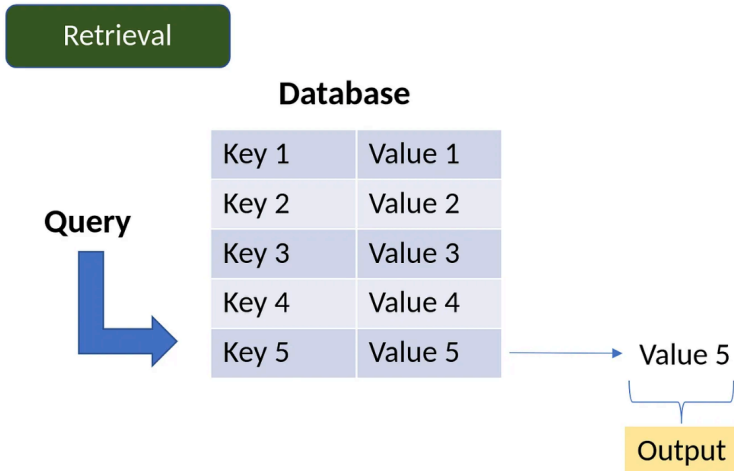 Retrieval
Database
Key 1 Value 1
Key 2 Value 2
Query
Key 3 Value 3
Key 4 Value 4
Key 5 Value 5
Value 5
Output